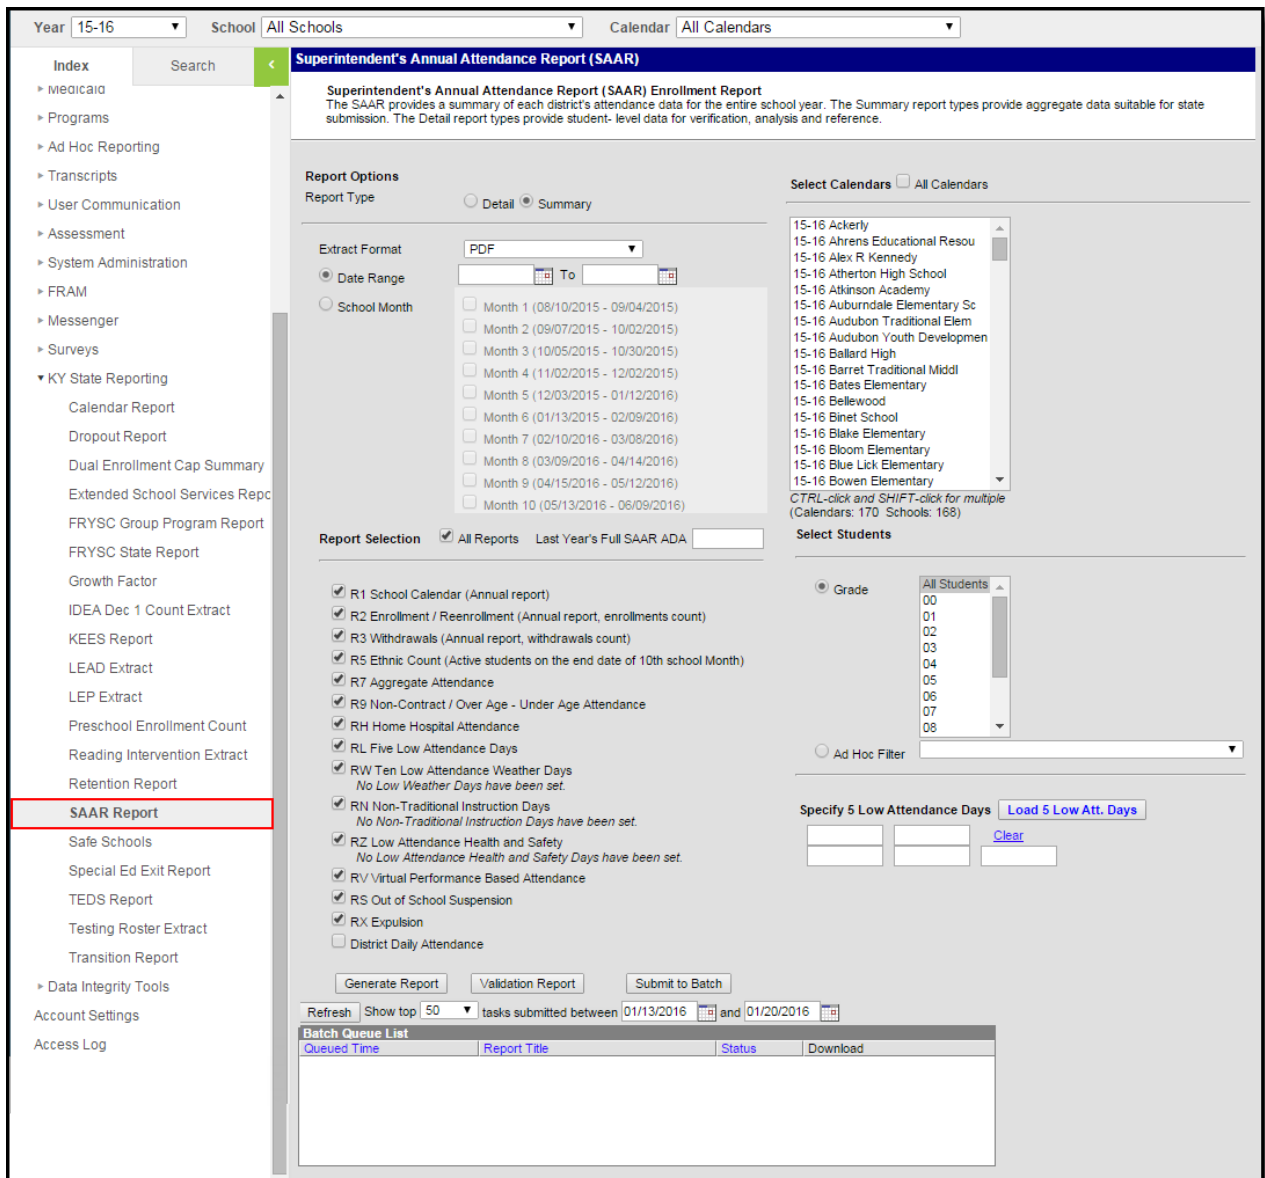 Year 15-16 School All Schools Calendar All Calendars
Index Search <
Medicaid
Programs
Ad Hoc Reporting
Transcripts
User Communication
Assessment
System Administration
FRAM
Messenger
Surveys
KY State Reporting
Calendar Report
Dropout Report
Dual Enrollment Cap Summary
Extended School Services Repo
FRYSC Group Program Report
FRYSC State Report
Growth Factor
IDEA Dec 1 Count Extract
KEES Report
LEAD Extract
LEP Extract
Preschool Enrollment Count
Reading Intervention Extract
Retention Report
SAAR Report
Safe Schools
Special Ed Exit Report
TEDS Report
Testing Roster Extract
Transition Report
Data Integrity Tools
Account Settings
Access Log
Superintendent's Annual Attendance Report (SAAR)
Superintendent's Annual Attendance Report (SAAR) Enrollment Report
The SAAR provides a summary of each district's attendance data for the entire school year. The Summary report types provide aggregate data suitable for state
submission. The Detail report types provide student- level data for verification, analysis and reference.
Report Options
Report Type Detail Summary
Extract Format PDF
Date Range To
School Month
Month 1 (08/10/2015 - 09/04/2015)
Month 2 (09/07/2015 - 10/02/2015)
Month 3 (10/05/2015 - 10/30/2015)
Month 4 (11/02/2015 - 12/02/2015)
Month 5 (12/03/2015 - 01/12/2016)
Month 6 (01/13/2015 - 02/09/2016)
Month 7 (02/10/2016 - 03/08/2016)
Month 8 (03/09/2016 - 04/14/2016)
Month 9 (04/15/2016 - 05/12/2016)
Month 10 (05/13/2016 - 06/09/2016)
Report Selection All Reports Last Year's Full SAAR ADA
R1 School Calendar (Annual report)
R2 Enrollment / Reenrollment (Annual report, enrollments count)
R3 Withdrawals (Annual report, withdrawals count)
R5 Ethnic Count (Active students on the end date of 10th school Month)
R7 Aggregate Attendance
R9 Non-Contract / Over Age - Under Age Attendance
RH Home Hospital Attendance
RL Five Low Attendance Days
RW Ten Low Attendance Weather Days
No Low Weather Days have been set.
RN Non-Traditional Instruction Days
No Non-Traditional Instruction Days have been set.
RZ Low Attendance Health and Safety
No Low Attendance Health and Safety Days have been set.
RV Virtual Performance Based Attendance
RS Out of School Suspension
RX Expulsion
District Daily Attendance
Select Calendars All Calendars
15-16 Ackerly
15-16 Ahrens Educational Resou
15-16 Alex R Kennedy
15-16 Atherton High School
15-16 Atkinson Academy
15-16 Auburndale Elementary Sc
15-16 Audubon Traditional Elem
15-16 Audubon Youth Developmen
15-16 Ballard High
15-16 Barret Traditional Middl
15-16 Bates Elementary
15-16 Bellewood
15-16 Binet School
15-16 Blake Elementary
15-16 Bloom Elementary
15-16 Blue Lick Elementary
15-16 Bowen Elementary
CTRL-click and SHIFT-click for multiple
(Calendars: 170 Schools: 168)
Select Students
Grade
All Students
00
01
02
03
04
05
06
07
08
Ad Hoc Filter
Specify 5 Low Attendance Days Load 5 Low Att. Days
Clear
Generate Report Validation Report Submit to Batch
Refresh Show top 50 tasks submitted between 01/13/2016 and 01/20/2016
Batch Queue List
Queued Time Report Title Status Download